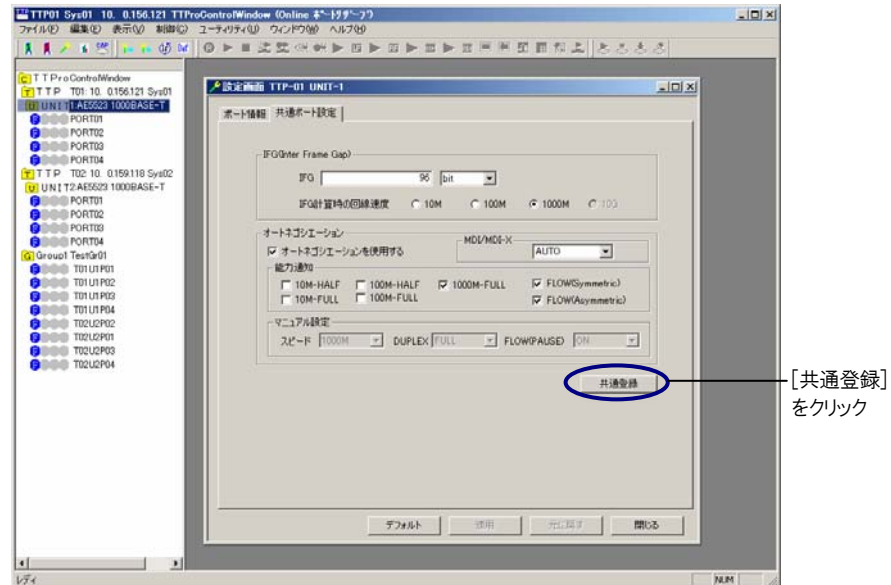 TTP01 Sys01 10. 0.156.121 TTProControlWindow (Online ﾎﾟｰﾄﾘｻﾞｰﾌﾞ)
ファイル(F) 編集(E) 表示(V) 制御(C) ユーティリティ(U) ウィンドウ(W) ヘルプ(H)
TTProControlWindow
TTP T01: 10. 0.156.121 Sys01
UNIT1:AE5523 1000BASE-T
PORT01
PORT02
PORT03
PORT04
TTP T02: 10. 0.159.118 Sys02
UNIT2:AE5523 1000BASE-T
PORT01
PORT02
PORT03
PORT04
Group1 TestGr01
T01U1P01
T01U1P02
T01U1P03
T01U1P04
T02U2P02
T02U2P01
T02U2P03
T02U2P04
設定画面 TTP-01 UNIT-1
ポート情報 共通ポート設定
IFG(Inter Frame Gap)
IFG 96 bit
IFG計算時の回線速度 10M 100M 1000M 10G
オートネゴシエーション
オートネゴシエーションを使用する
MDI/MDI-X
AUTO
能力通知
10M-HALF 100M-HALF 1000M-FULL FLOW(Symmetric)
10M-FULL 100M-FULL FLOW(Asymmetric)
マニュアル設定
スピード 1000M DUPLEX FULL FLOW(PAUSE) ON
共通登録
[共通登録]
をクリック
デフォルト 適用 元に戻す 閉じる
レディ
NUM